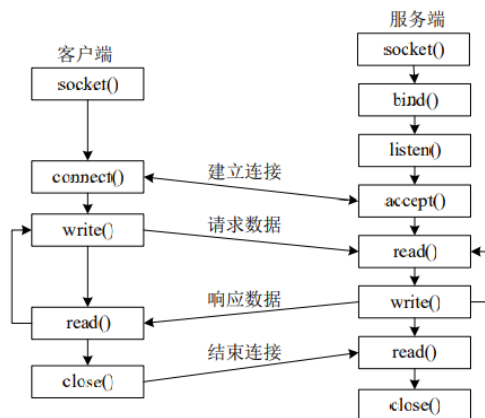 客户端
socket()
connect()
write()
read()
close()
建立连接
请求数据
响应数据
结束连接
服务端
socket()
bind()
listen()
accept()
read()
write()
read()
close()